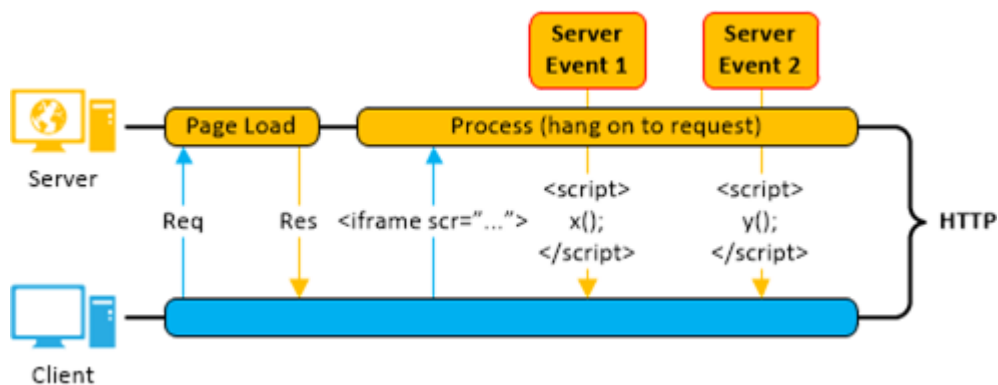 Server
Event 1
Server
Event 2
Page Load
Process (hang on to request)
Server
Req
Res
<iframe scr="...">
<script>
x();
</script>
<script>
y();
</script>
HTTP
Client